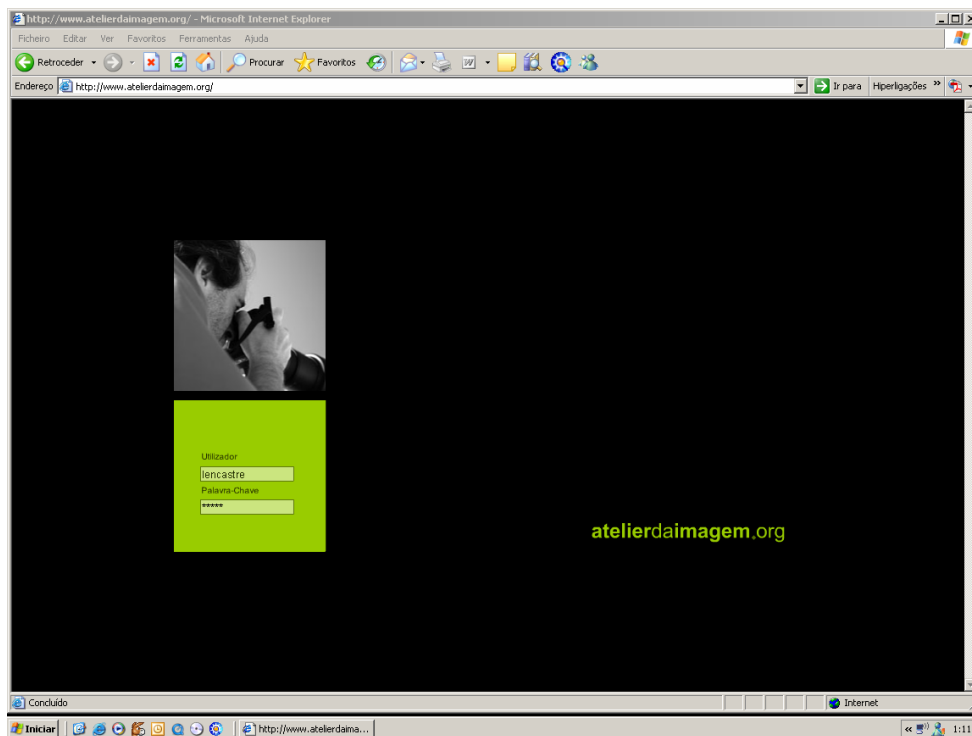 http://www.atelierdaimagem.org/ - Microsoft Internet Explorer
Ficheiro Editar Ver Favoritos Ferramentas Ajuda
Retroceder Procurar Favoritos
Endereço http://www.atelierdaimagem.org/ Ir para Hiperligações »
Utilizador
lencastre
Palavra-Chave
*****
atelierdaimagem.org
Concluído Internet
Iniciar http://www.atelierdaima... « 1:11